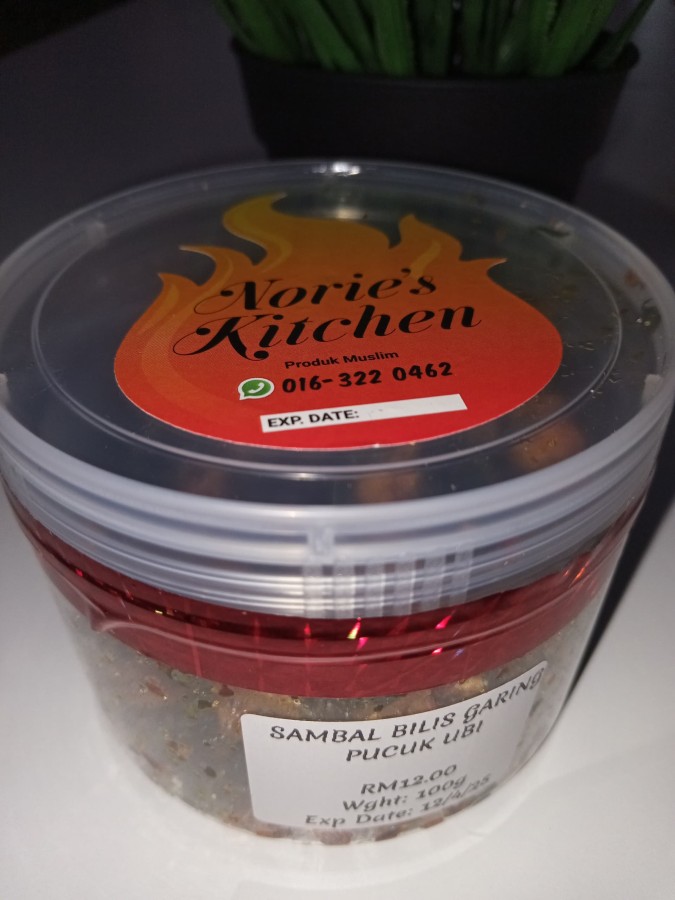 Norie's
Kitchen
Produk Muslim
016-322 0462
EXP. DATE:
SAMBAL BILIS GARING
PUCUK UBI
RM12.00
Wght: 100g
Exp Date: 12/4/25